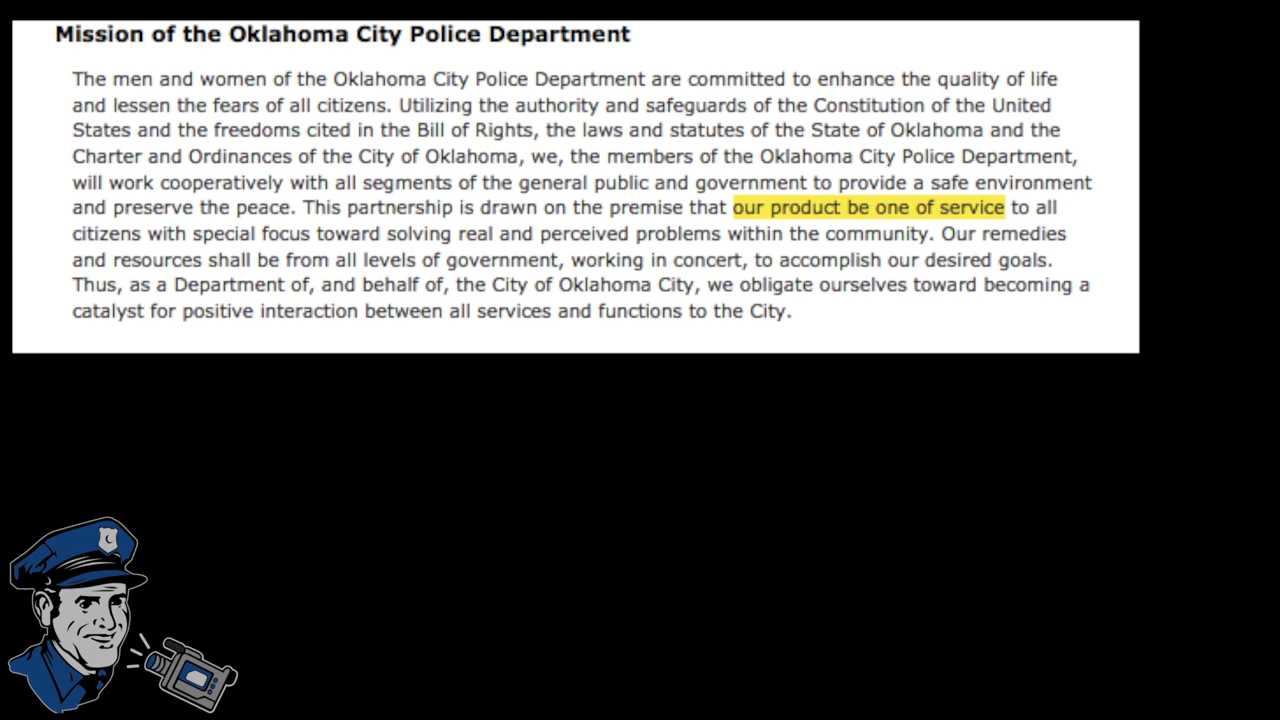 Mission of the Oklahoma City Police Department
The men and women of the Oklahoma City Police Department are committed to enhance the quality of life
and lessen the fears of all citizens. Utilizing the authority and safeguards of the Constitution of the United
States and the freedoms cited in the Bill of Rights, the laws and statutes of the State of Oklahoma and the
Charter and Ordinances of the City of Oklahoma, we, the members of the Oklahoma City Police Department,
will work cooperatively with all segments of the general public and government to provide a safe environment
and preserve the peace. This partnership is drawn on the premise that our product be one of service to all
citizens with special focus toward solving real and perceived problems within the community. Our remedies
and resources shall be from all levels of government, working in concert, to accomplish our desired goals.
Thus, as a Department of, and behalf of, the City of Oklahoma City, we obligate ourselves toward becoming a
catalyst for positive interaction between all services and functions to the City.